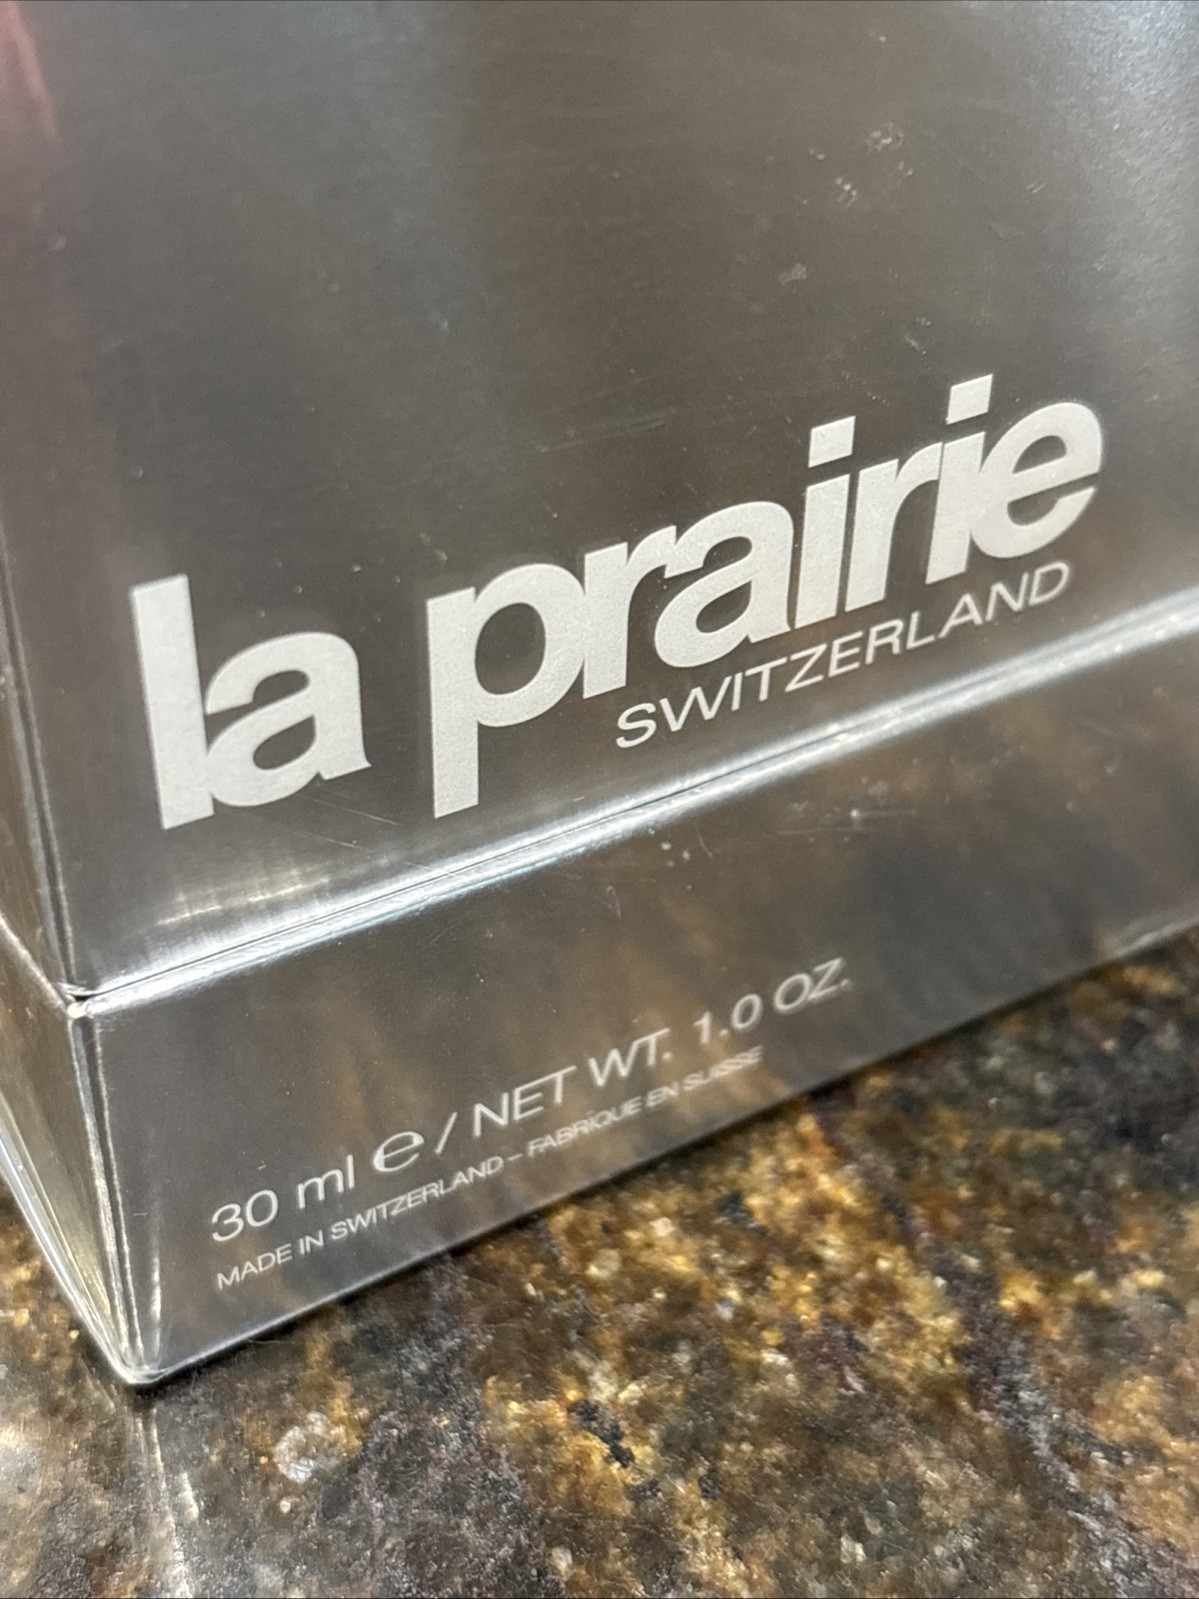 la prairie
SWITZERLAND
30 ml ℮ / NET WT. 1.0 OZ.
MADE IN SWITZERLAND – FABRIQUE EN SUISSE